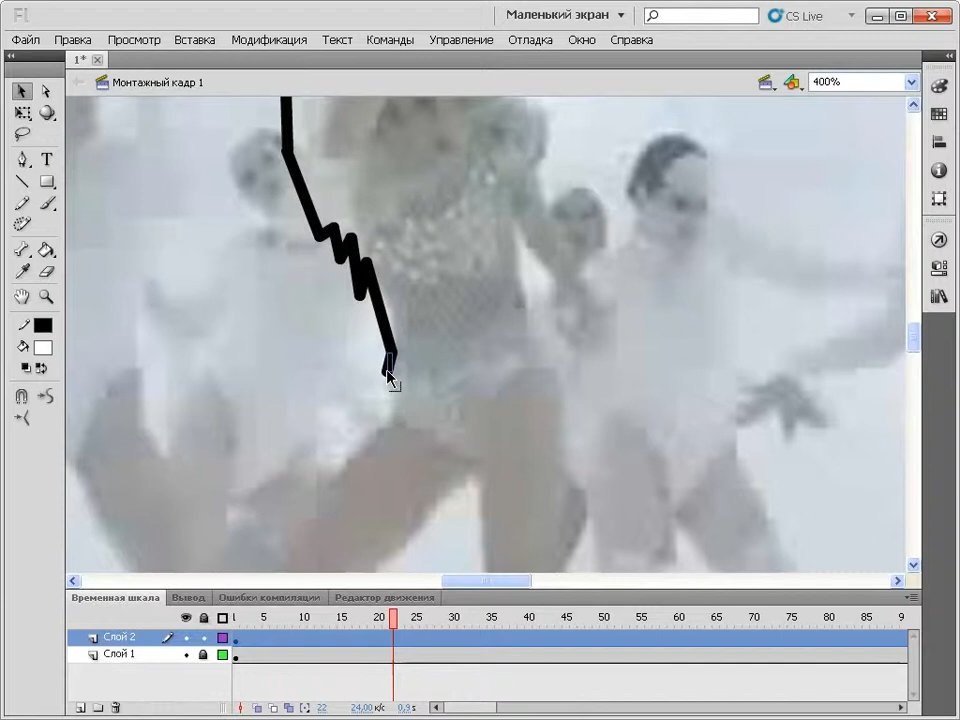 Fl
Маленький экран
CS Live
Файл Правка Просмотр Вставка Модификация Текст Команды Управление Отладка Окно Справка
1*
Монтажный кадр 1
400%
T
Временная шкала Вывод Ошибки компиляции Редактор движения
1 5 10 15 20 25 30 35 40 45 50 55 60 65 70 75 80 85 9
Слой 2
Слой 1
22 24,00 к/с 0,9 s